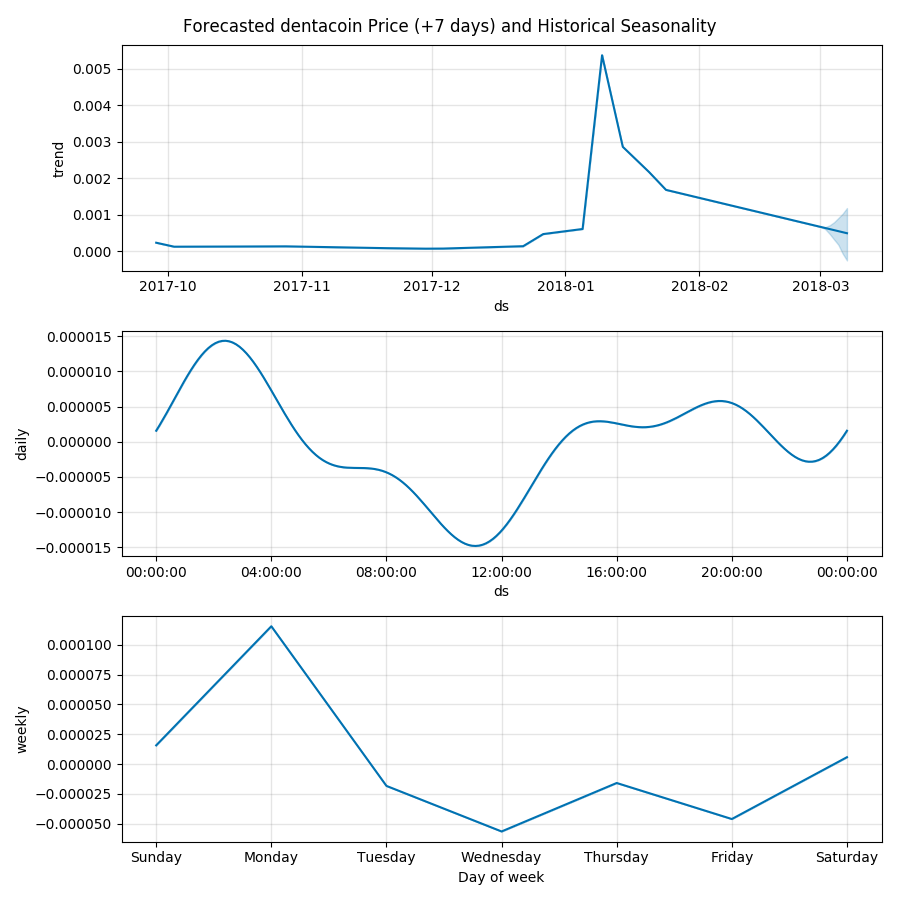 Forecasted dentacoin Price (+7 days) and Historical Seasonality
0.005
0.004
0.003
0.002
0.001
0.000
trend
2017-10 2017-11 2017-12 2018-01 2018-02 2018-03
ds
0.000015
0.000010
0.000005
0.000000
−0.000005
−0.000010
−0.000015
daily
00:00:00 04:00:00 08:00:00 12:00:00 16:00:00 20:00:00 00:00:00
ds
0.000100
0.000075
0.000050
0.000025
0.000000
−0.000025
−0.000050
weekly
Sunday Monday Tuesday Wednesday Thursday Friday Saturday
Day of week